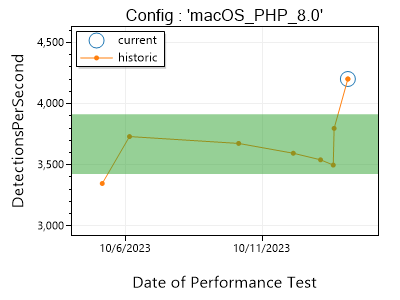 Config : 'macOS_PHP_8.0'
current
historic
4,500
4,000
3,500
3,000
DetectionsPerSecond
10/6/2023
10/11/2023
Date of Performance Test